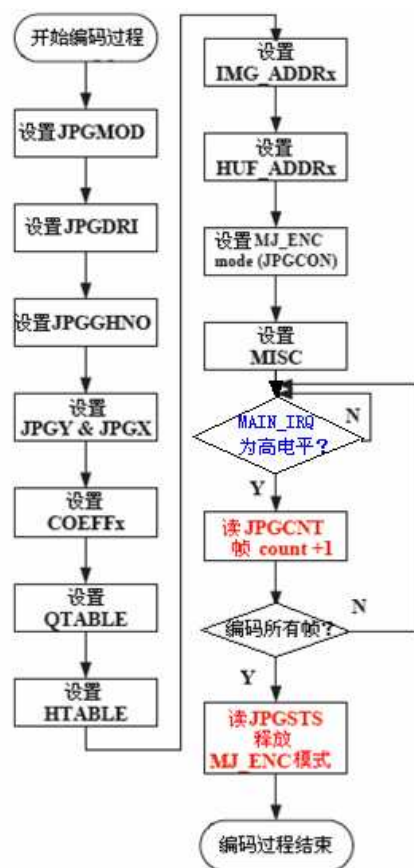 开始编码过程
设置JPGMOD
设置JPGDRI
设置JPGGHNO
设置
JPGY & JPGX
设置
COEFFx
设置
QTABLE
设置
HTABLE
设置
IMG_ADDRx
设置
HUF_ADDRx
设置MJ_ENC
mode (JPGCON)
设置
MISC
MAIN_IRQ
为高电平?
N
Y
读JPGCNT
帧 count +1
编码所有帧?
N
Y
读JPGSTS
释放
MJ_ENC模式
编码过程结束